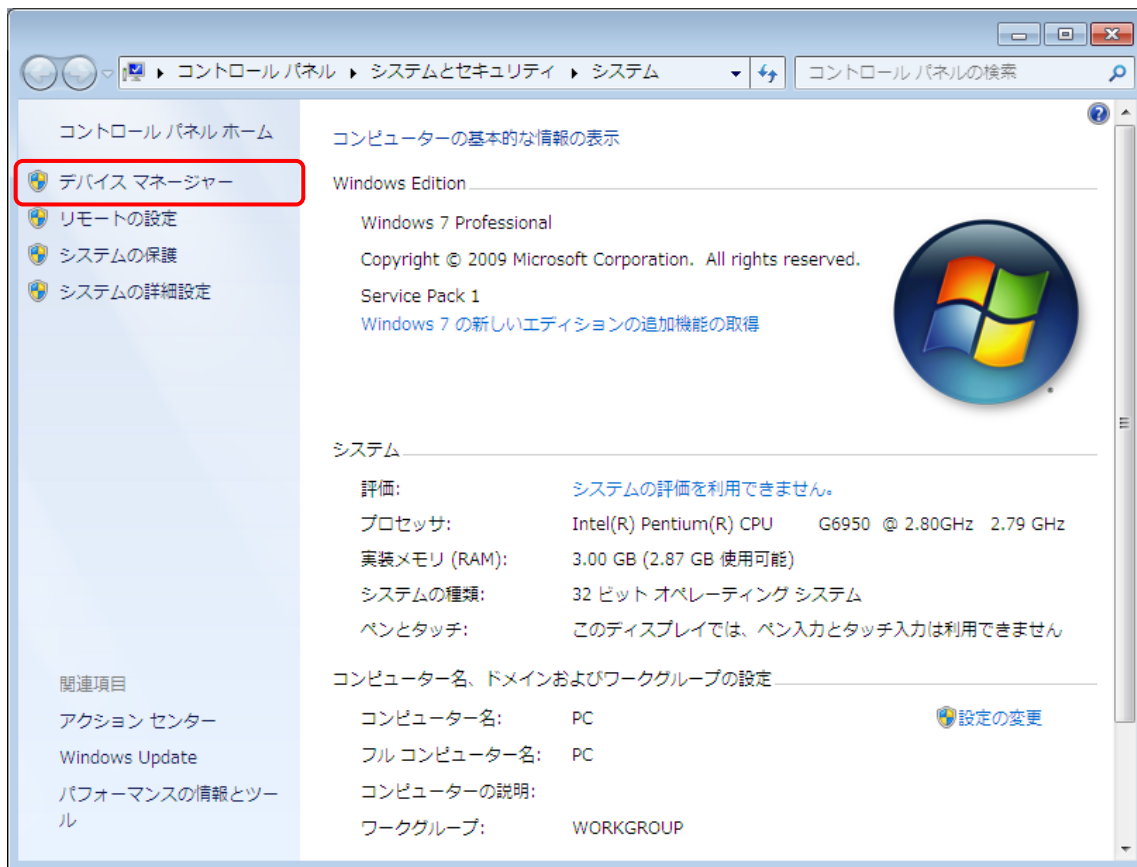 コントロール パネル ▸ システムとセキュリティ ▸ システム
コントロール パネルの検索
コントロール パネル ホーム
デバイス マネージャー
リモートの設定
システムの保護
システムの詳細設定
コンピューターの基本的な情報の表示
Windows Edition
Windows 7 Professional
Copyright © 2009 Microsoft Corporation. All rights reserved.
Service Pack 1
Windows 7 の新しいエディションの追加機能の取得
システム
評価: システムの評価を利用できません。
プロセッサ: Intel(R) Pentium(R) CPU G6950 @ 2.80GHz 2.79 GHz
実装メモリ (RAM): 3.00 GB (2.87 GB 使用可能)
システムの種類: 32 ビット オペレーティング システム
ペンとタッチ: このディスプレイでは、ペン入力とタッチ入力は利用できません
コンピューター名、ドメインおよびワークグループの設定
コンピューター名: PC 設定の変更
フル コンピューター名: PC
コンピューターの説明:
ワークグループ: WORKGROUP
関連項目
アクション センター
Windows Update
パフォーマンスの情報とツー
ル